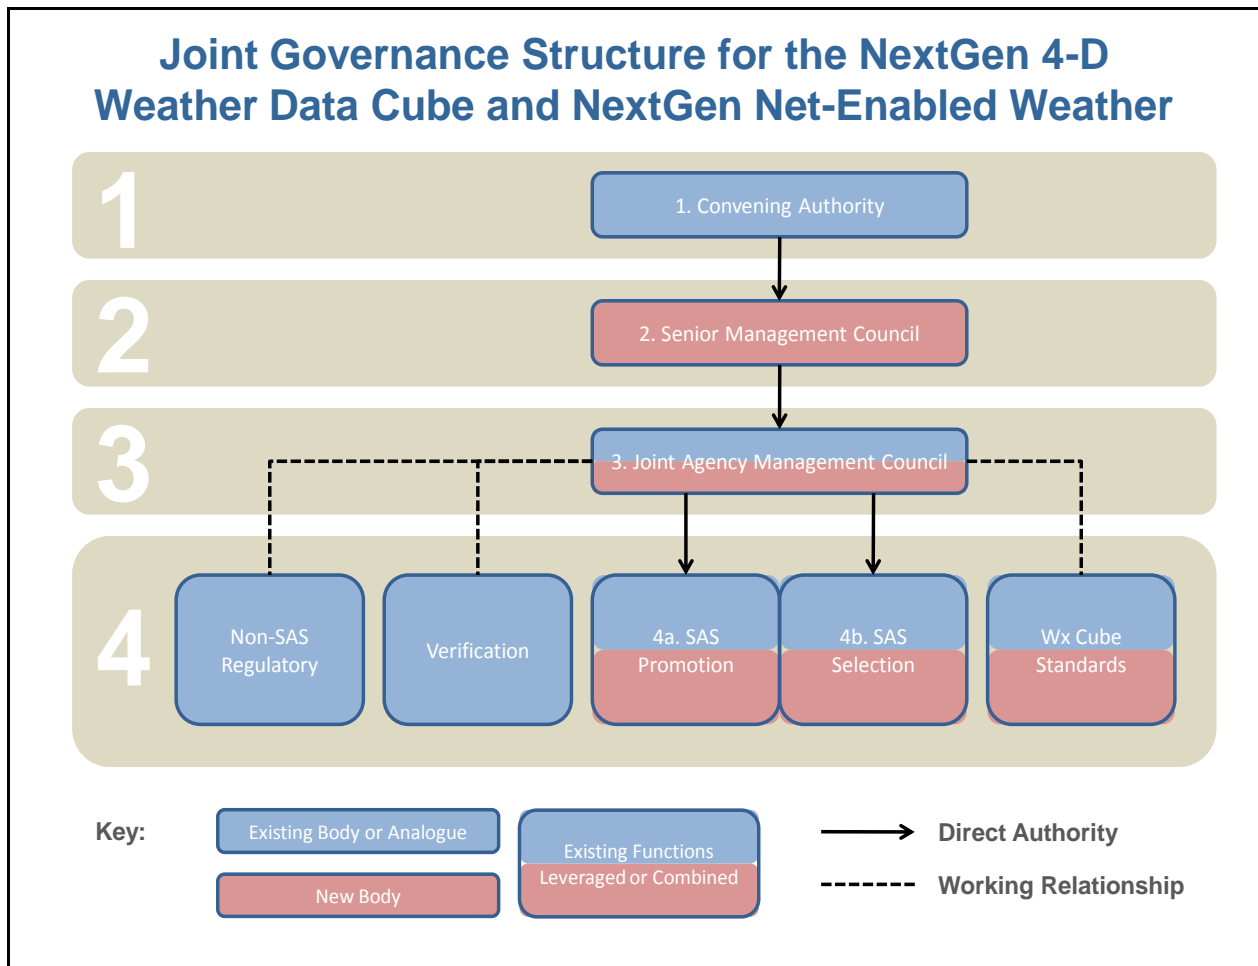 Joint Governance Structure for the NextGen 4-D
Weather Data Cube and NextGen Net-Enabled Weather
1
1. Convening Authority
2
2. Senior Management Council
3
3. Joint Agency Management Council
4
Non-SAS
Regulatory
Verification
4a. SAS
Promotion
4b. SAS
Selection
Wx Cube
Standards
Key:
Existing Body or Analogue
New Body
Existing Functions
Leveraged or Combined
Direct Authority
Working Relationship